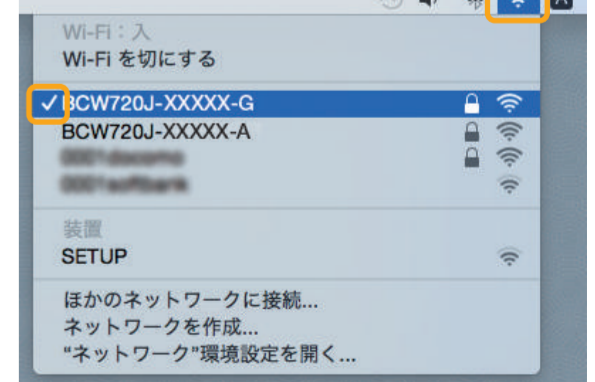 Wi-Fi：入
Wi-Fi を切にする
BCW720J-XXXXX-G
BCW720J-XXXXX-A
0001docomo
0001softbank
装置
SETUP
ほかのネットワークに接続...
ネットワークを作成...
“ネットワーク”環境設定を開く...